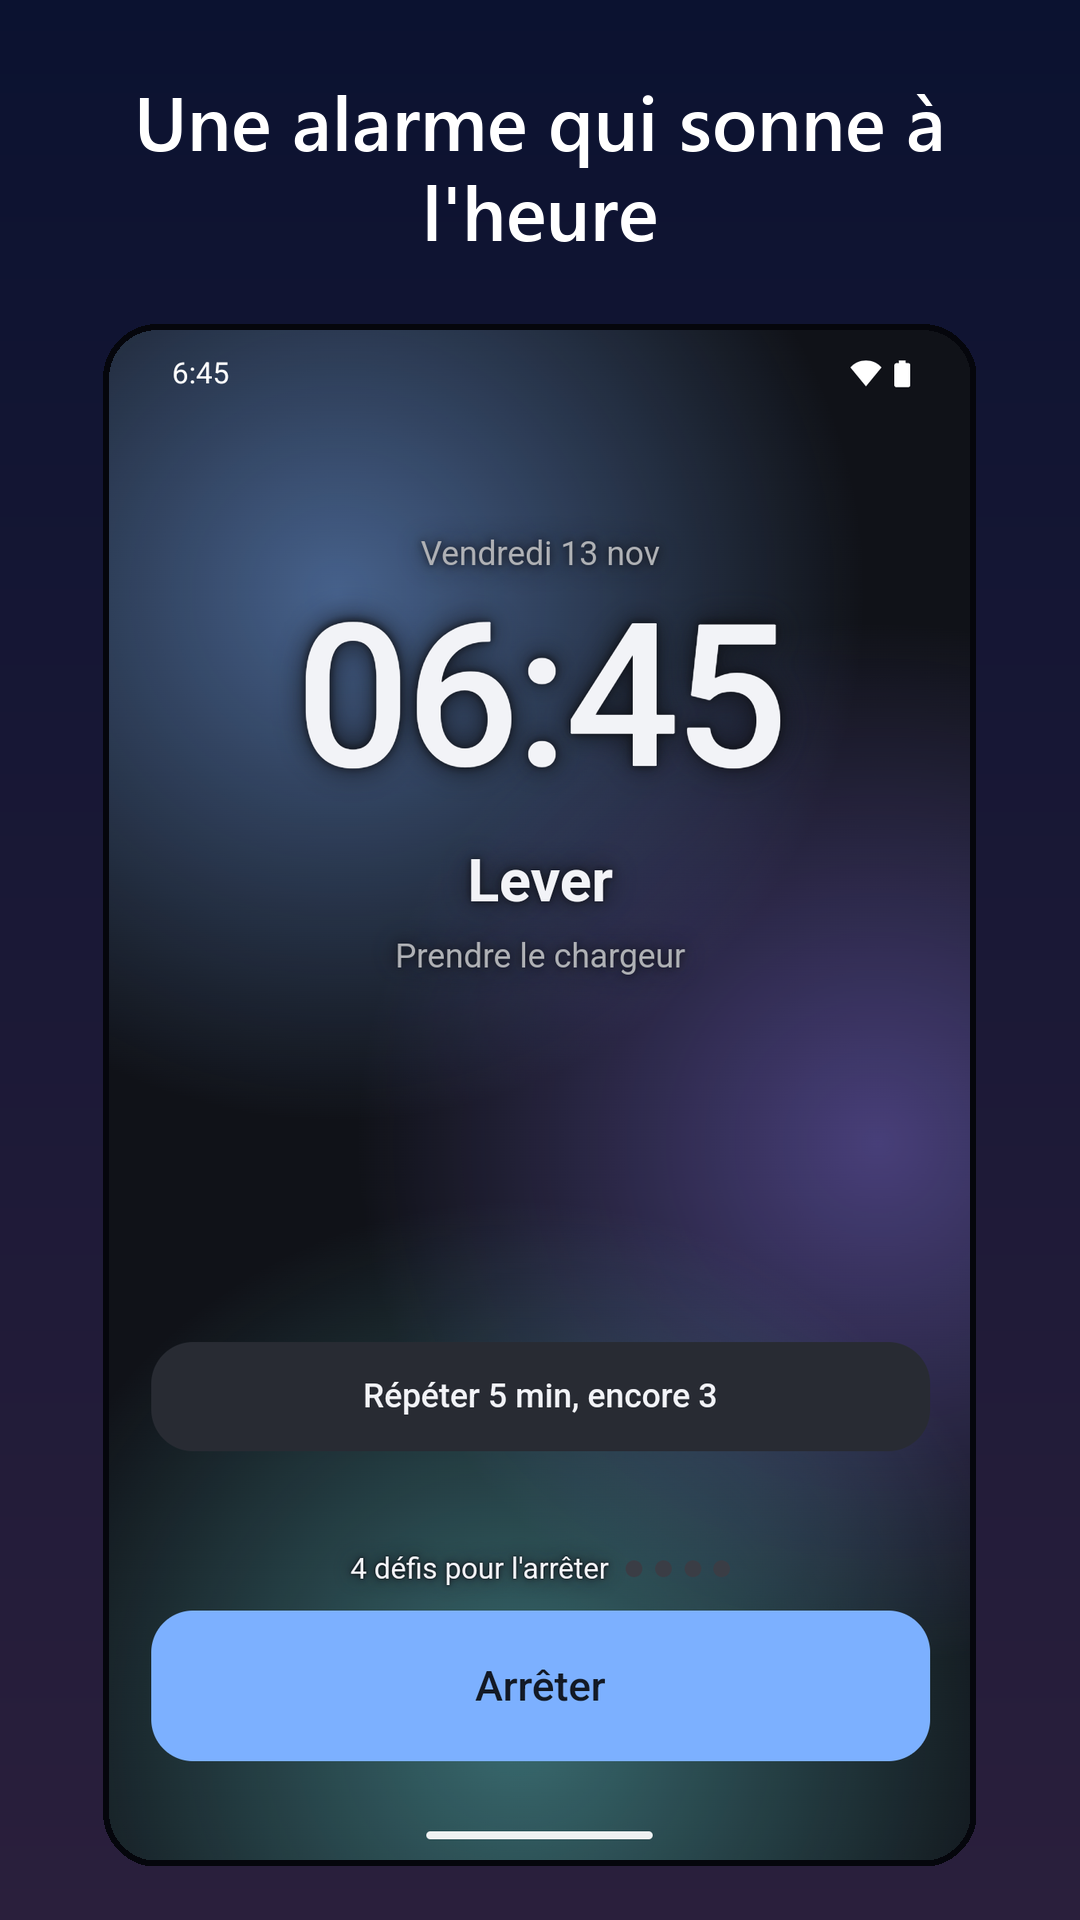 Une alarme qui sonne à
l'heure
6:45
Vendredi 13 nov
06:45
Lever
Prendre le chargeur
Répéter 5 min, encore 3
4 défis pour l'arrêter
Arrêter